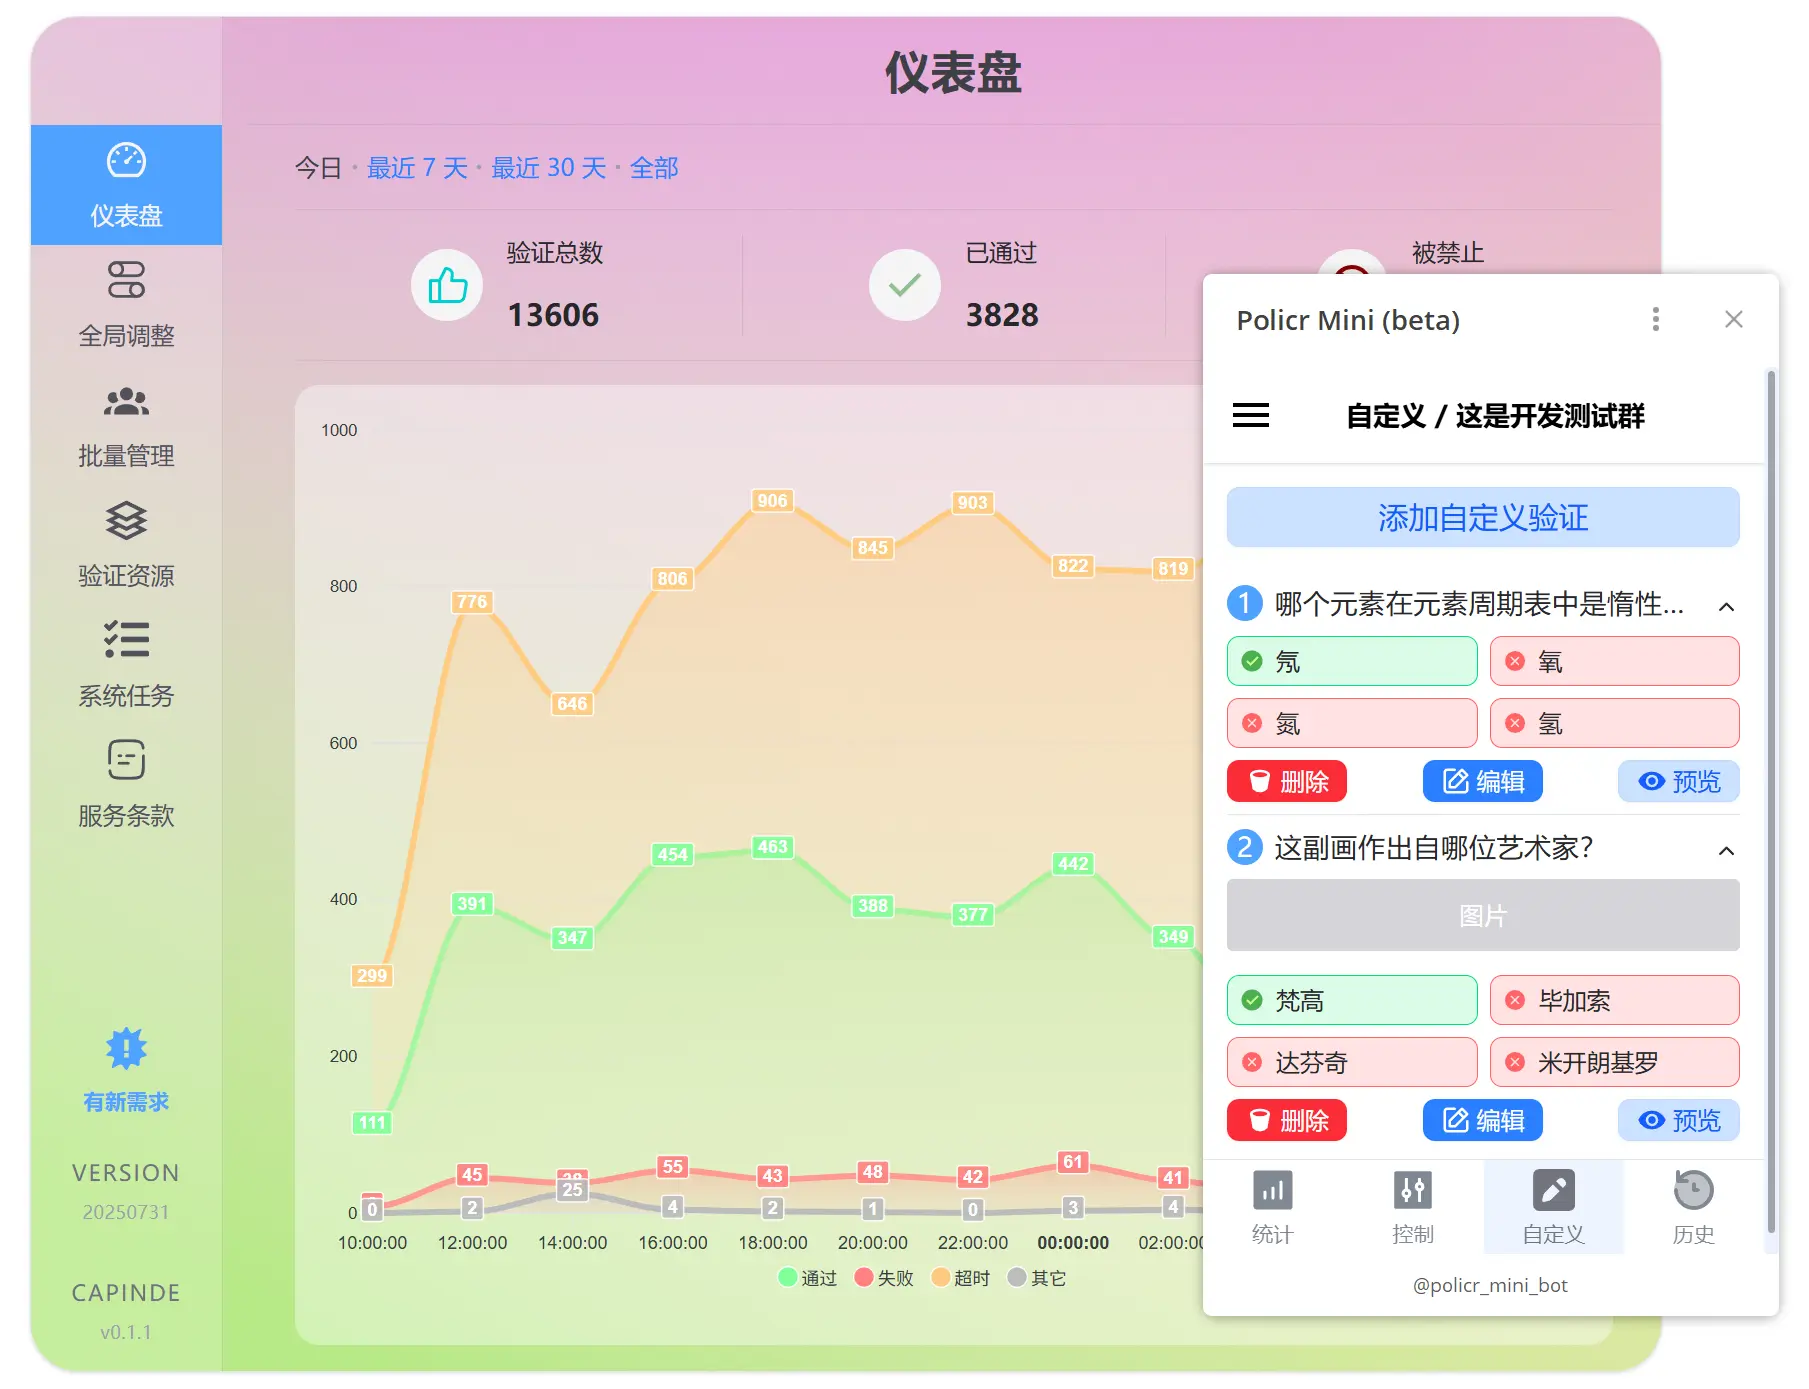 仪表盘
仪表盘
全局调整
批量管理
验证资源
系统任务
服务条款
有新需求
VERSION
20250731
CAPINDE
v0.1.1
今日 · 最近 7 天 · 最近 30 天 · 全部
验证总数
13606
已通过
3828
被禁止
1000
800
600
400
200
0
906
903
845
822
819
806
776
646
299
454
463
442
391
388
377
347
349
111
45
55
43
48
42
61
41
0
2
25
4
2
1
0
3
4
10:00:00
12:00:00
14:00:00
16:00:00
18:00:00
20:00:00
22:00:00
00:00:00
通过 失败 超时 其它
Policr Mini (beta)
自定义 / 这是开发测试群
添加自定义验证
1 哪个元素在元素周期表中是惰性...
氖
氧
氮
氢
删除
编辑
预览
2 这副画作出自哪位艺术家?
图片
梵高
毕加索
达芬奇
米开朗基罗
删除
编辑
预览
统计
控制
自定义
历史
@policr_mini_bot